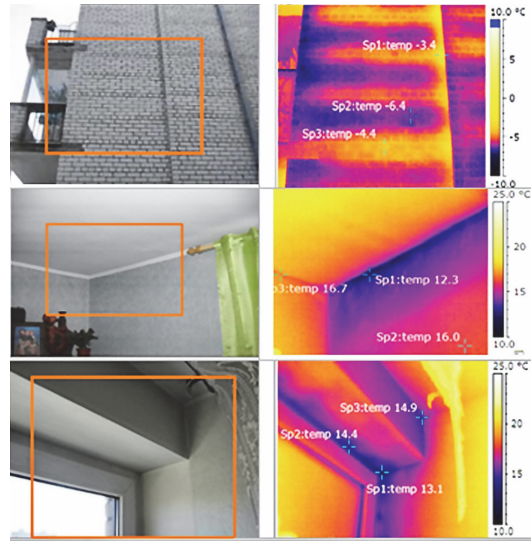 10.0 °C
Sp1:temp -3.4
5
Sp2:temp -6.4
0
Sp3:temp -4.4
-5
-10.0
25.0 °C
20
Sp1:temp 12.3
p3:temp 16.7
15
Sp2:temp 16.0
10.0
25.0 °C
Sp3:temp 14.9
20
Sp2:temp 14.4
Sp1:temp 13.1
15
10.0